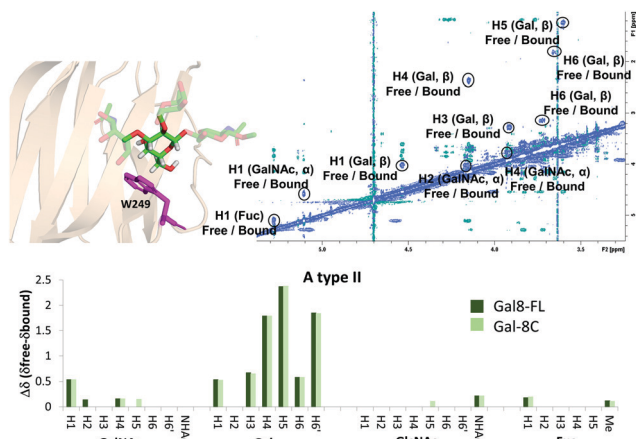 H5 (Gal, β)
Free / Bound
H6 (Gal, β)
Free / Bound
H4 (Gal, β)
Free / Bound
H6 (Gal, β)
Free / Bound
H3 (Gal, β)
Free / Bound
H1 (GalNAc, α)
Free / Bound
H1 (Gal, β)
Free / Bound
H2 (GalNAc, α)
Free / Bound
H4 (GalNAc, α)
Free / Bound
H1 (Fuc)
Free / Bound
W249
F1 [ppm]
1
2
3
4
5
5.0
4.5
4.0
3.5
F2 [ppm]
A type II
Gal8-FL
Gal-8C
Δδ (δfree-δbound)
2.5
2
1.5
1
0.5
0
H1 H2 H3 H4 H5 H6 H6' NHA H1 H2 H3 H4 H5 H6 H6' H1 H2 H3 H4 H5 H6 H6' NHA H1 H2 H3 H4 H5 Me